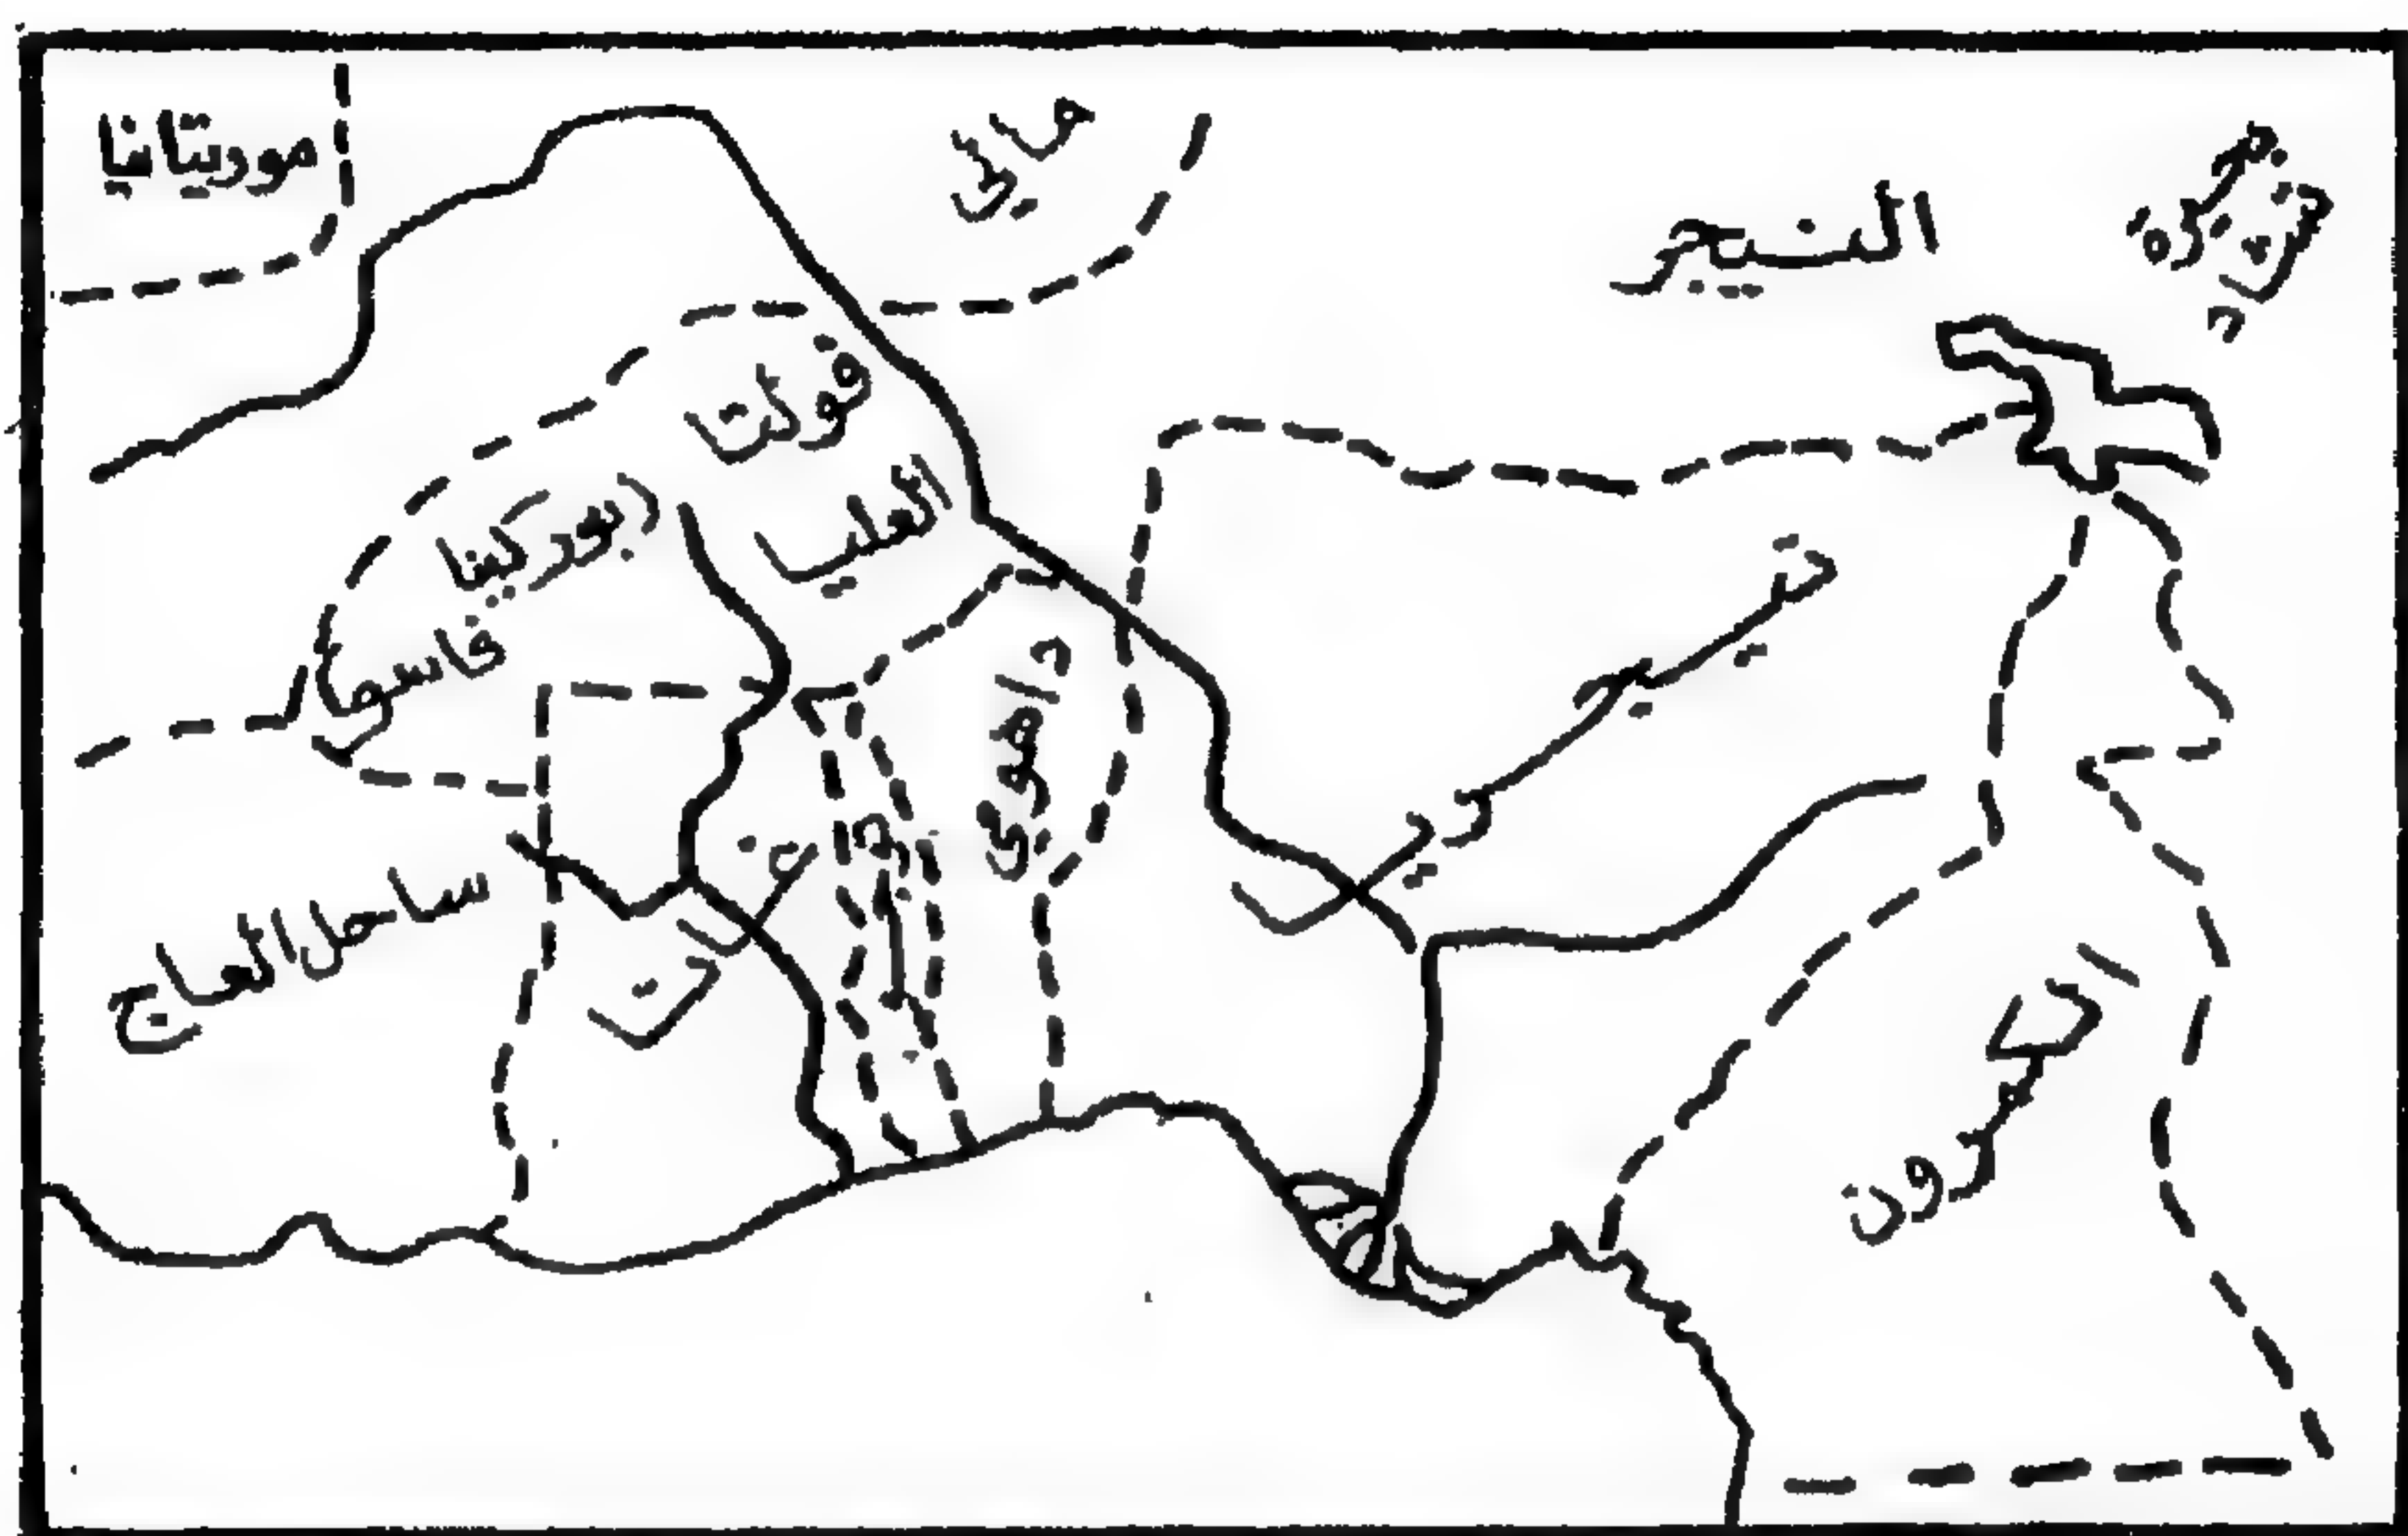 موريتانيا
مالي
النيجر
بحيرة
تشاد
فولتا
العليا
(بوركينا
فاسو)
داهومي
نيجيريا
ساحل العاج
غانا
توجو
الكمرون